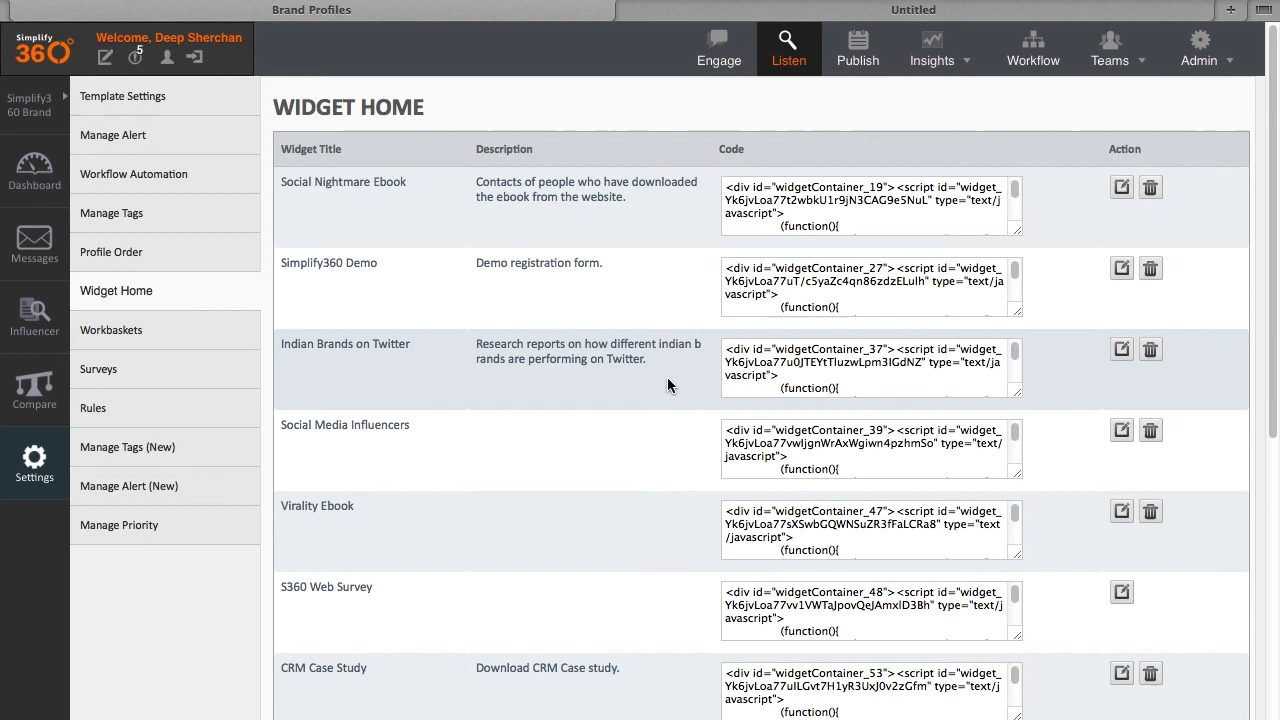 Brand Profiles
Untitled
Simplify
360°
Welcome, Deep Sherchan
5
Engage
Listen
Publish
Insights
Workflow
Teams
Admin
Simplify3
60 Brand
Dashboard
Messages
Influencer
Compare
Settings
Template Settings
Manage Alert
Workflow Automation
Manage Tags
Profile Order
Widget Home
Workbaskets
Surveys
Rules
Manage Tags (New)
Manage Alert (New)
Manage Priority
WIDGET HOME
Widget Title Description Code Action
Social Nightmare Ebook
Contacts of people who have downloaded
the ebook from the website.
<div id="widgetContainer_19"><script id="widget_
Yk6jvLoa77t2wbkU1r9jN3CAG9e5NuL" type="text/j
avascript">
(function(){
Simplify360 Demo
Demo registration form.
<div id="widgetContainer_27"><script id="widget_
Yk6jvLoa77uT/c5yaZc4qn86zdzELulh" type="text/ja
vascript">
(function(){
Indian Brands on Twitter
Research reports on how different indian b
rands are performing on Twitter.
<div id="widgetContainer_37"><script id="widget_
type="text/ja
vascript">
(function(){
Social Media Influencers
<div id="widgetContainer_39"><script id="widget_
type="text/
javascript">
(function(){
Virality Ebook
<div id="widgetContainer_47"><script id="widget_
Yk6jvLoa77sXSwbGQWNSuZR3fFaLCRa8" type="text
/javascript">
(function(){
S360 Web Survey
<div id="widgetContainer_48"><script id="widget_
type="text/j
avascript">
(function(){
CRM Case Study
Download CRM Case study.
<div id="widgetContainer_53"><script id="widget_
type="text/j
avascript">
(function(){